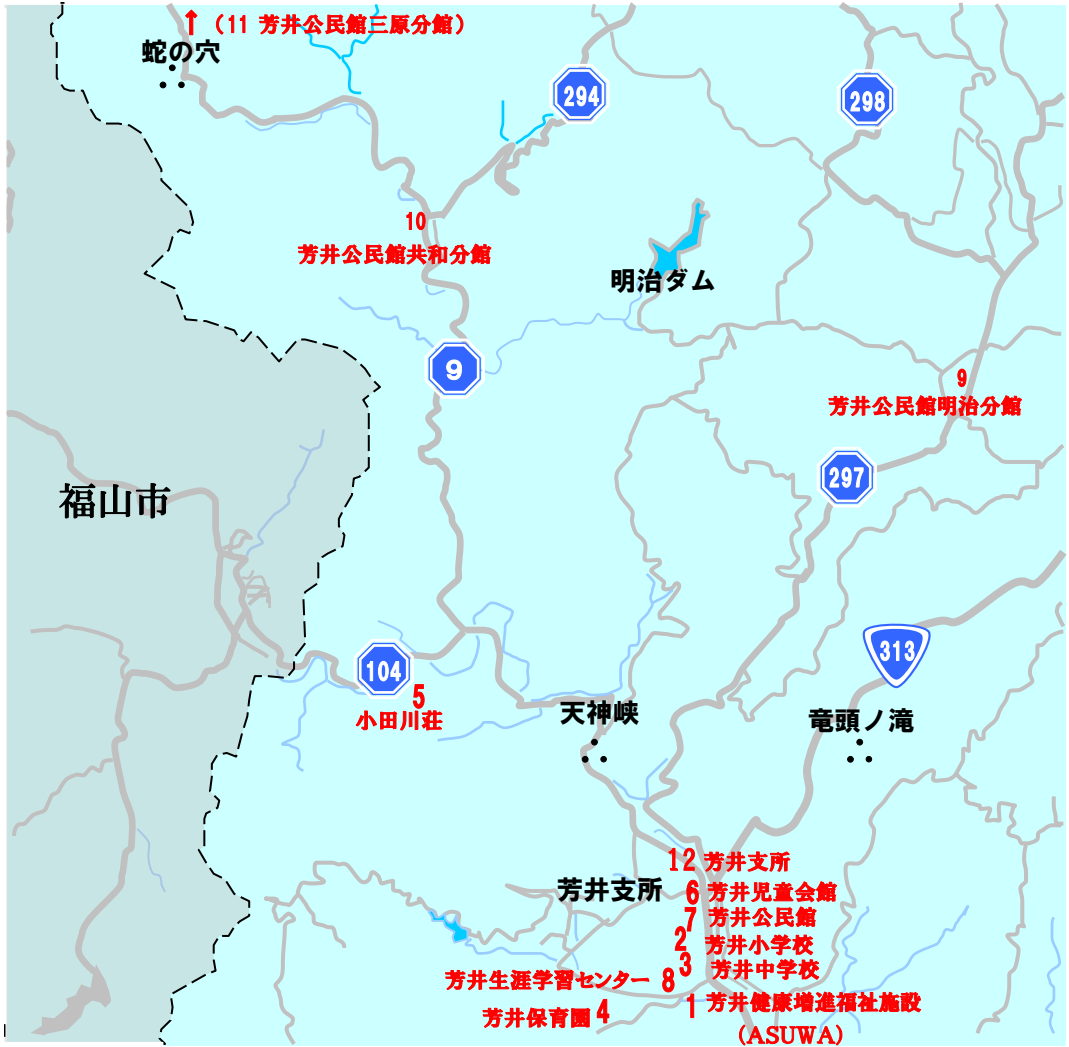 ↑（11 芳井公民館三原分館）
蛇の穴
294
298
10
芳井公民館共和分館
明治ダム
9
9
芳井公民館明治分館
297
福山市
313
104
5
小田川荘
天神峡
竜頭ノ滝
12 芳井支所
芳井支所
6 芳井児童会館
7 芳井公民館
2 芳井小学校
3 芳井中学校
芳井生涯学習センター 8
1 芳井健康増進福祉施設
(ASUWA)
芳井保育園 4